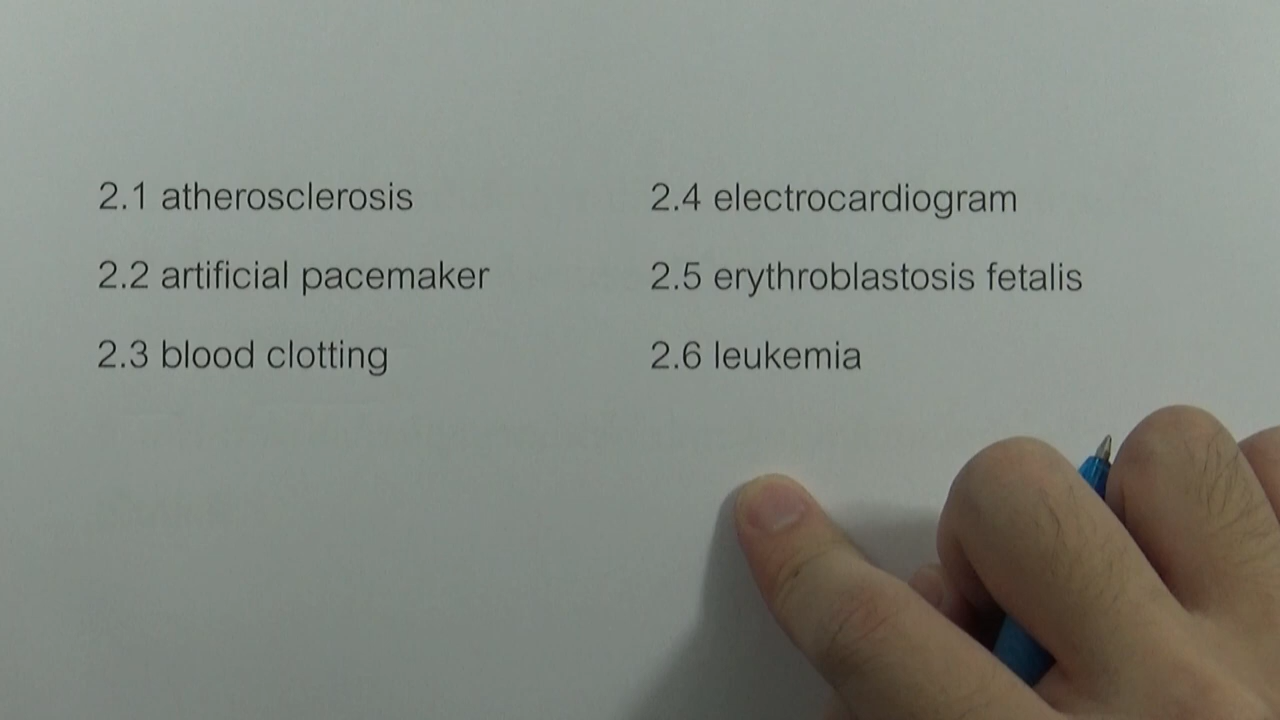 2.1 atherosclerosis
2.2 artificial pacemaker
2.3 blood clotting
2.4 electrocardiogram
2.5 erythroblastosis fetalis
2.6 leukemia